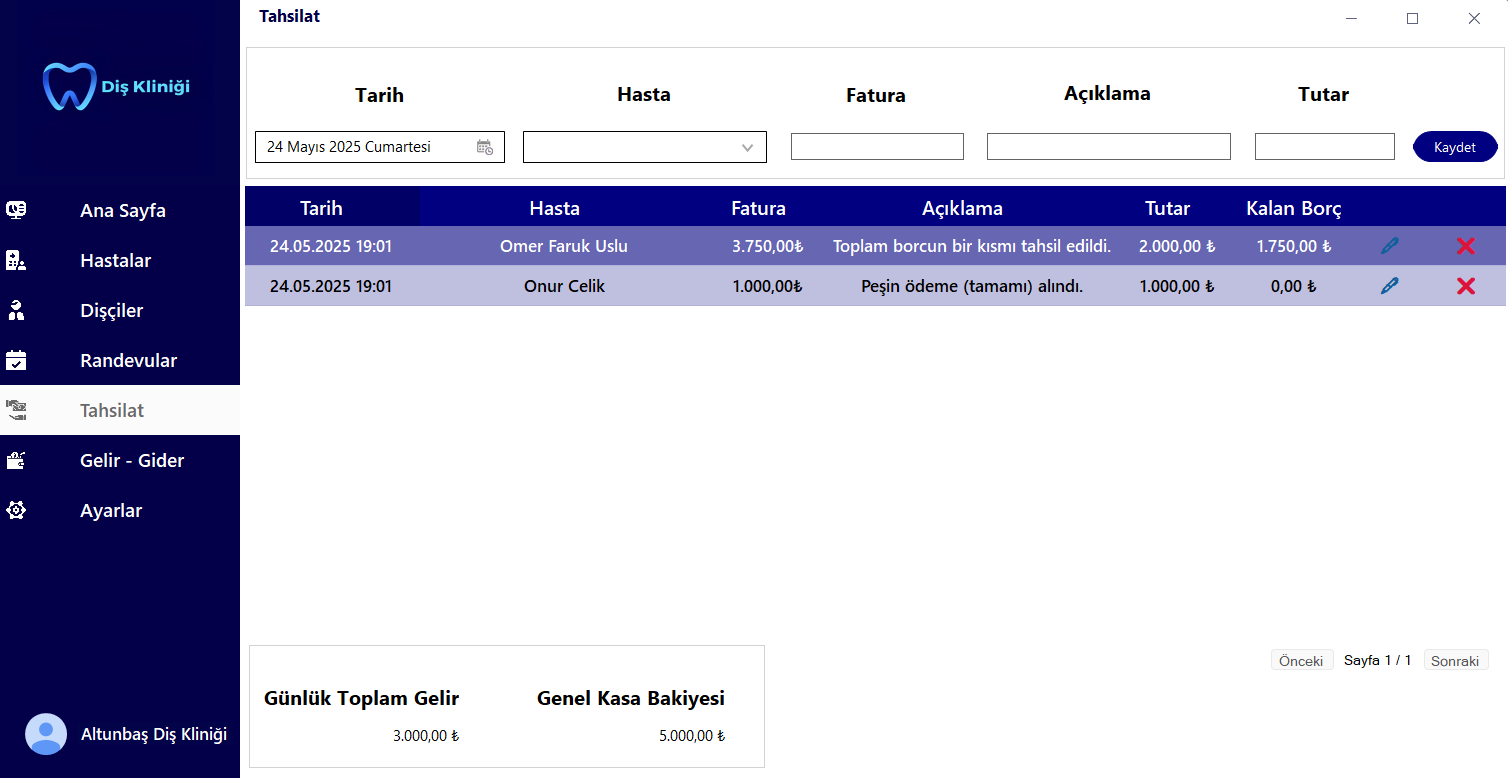 Tahsilat
Diş Kliniği
Ana Sayfa
Hastalar
Dişçiler
Randevular
Tahsilat
Gelir - Gider
Ayarlar
Altunbaş Diş Kliniği
Tarih Hasta Fatura Açıklama Tutar
24 Mayıs 2025 Cumartesi Kaydet
Tarih Hasta Fatura Açıklama Tutar Kalan Borç
24.05.2025 19:01 Omer Faruk Uslu 3.750,00₺ Toplam borcun bir kısmı tahsil edildi. 2.000,00 ₺ 1.750,00 ₺
24.05.2025 19:01 Onur Celik 1.000,00₺ Peşin ödeme (tamamı) alındı. 1.000,00 ₺ 0,00 ₺
Önceki Sayfa 1 / 1 Sonraki
Günlük Toplam Gelir Genel Kasa Bakiyesi
3.000,00 ₺ 5.000,00 ₺